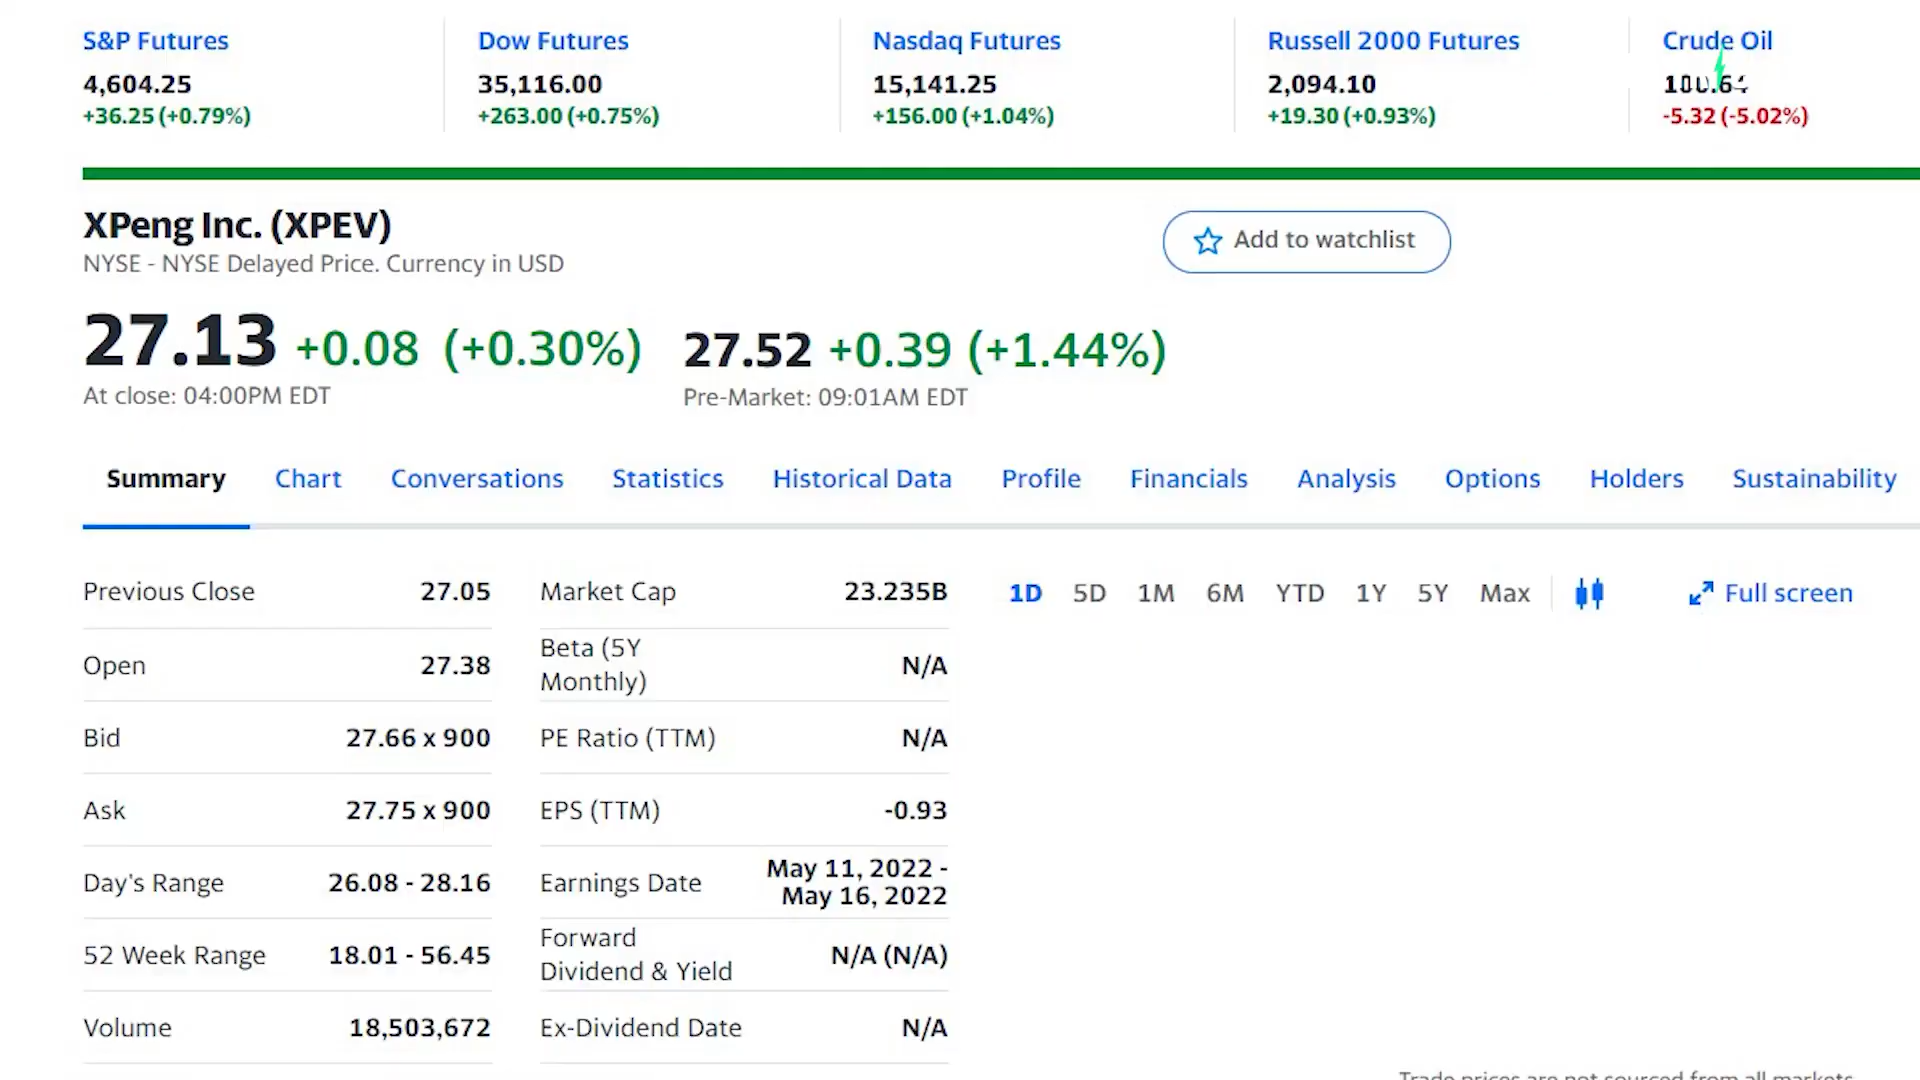 S&P Futures
4,604.25
+36.25 (+0.79%)
Dow Futures
35,116.00
+263.00 (+0.75%)
Nasdaq Futures
15,141.25
+156.00 (+1.04%)
Russell 2000 Futures
2,094.10
+19.30 (+0.93%)
Crude Oil
-5.32 (-5.02%)
XPeng Inc. (XPEV)
NYSE - NYSE Delayed Price. Currency in USD
Add to watchlist
27.13 +0.08 (+0.30%)
At close: 04:00PM EDT
27.52 +0.39 (+1.44%)
Pre-Market: 09:01AM EDT
Summary Chart Conversations Statistics Historical Data Profile Financials Analysis Options Holders Sustainability
Previous Close 27.05
Open 27.38
Bid 27.66 x 900
Ask 27.75 x 900
Day's Range 26.08 - 28.16
52 Week Range 18.01 - 56.45
Volume 18,503,672
Market Cap 23.235B
Beta (5Y
Monthly) N/A
PE Ratio (TTM) N/A
EPS (TTM) -0.93
Earnings Date May 11, 2022 -
May 16, 2022
Forward
Dividend & Yield N/A (N/A)
Ex-Dividend Date N/A
1D 5D 1M 6M YTD 1Y 5Y Max
Full screen
Trade prices are not sourced from all markets